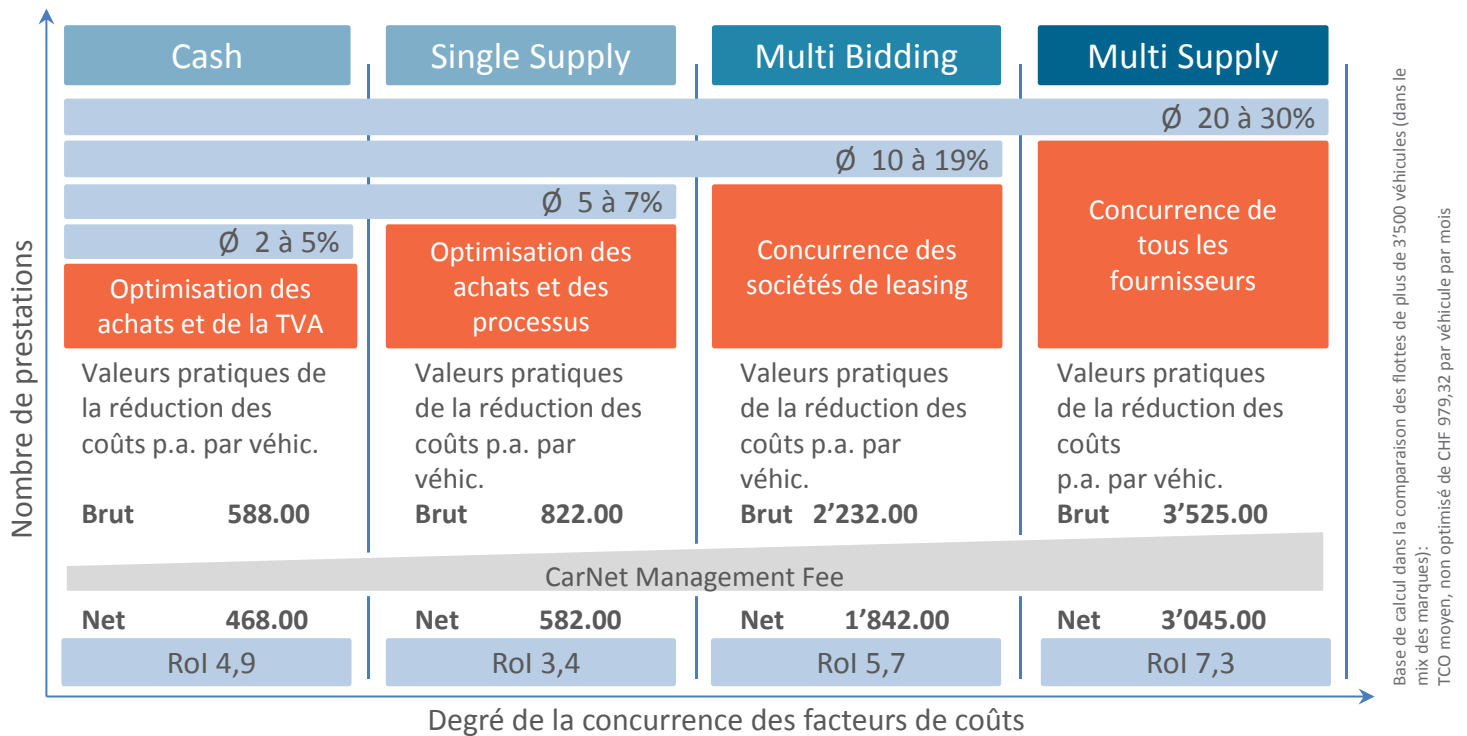 Nombre de prestations
Cash
Single Supply
Multi Bidding
Multi Supply
Ø 20 à 30%
Ø 10 à 19%
Ø 5 à 7%
Ø 2 à 5%
Optimisation des
achats et de la TVA
Optimisation des
achats et des
processus
Concurrence des
sociétés de leasing
Concurrence de
tous les
fournisseurs
Valeurs pratiques de
la réduction des
coûts p.a. par véhic.
Brut 588.00
Valeurs pratiques
de la réduction des
coûts p.a. par
véhic.
Brut 822.00
Valeurs pratiques
de la réduction des
coûts p.a. par
véhic.
Brut 2’232.00
Valeurs pratiques
de la réduction des
coûts
p.a. par véhic.
Brut 3’525.00
CarNet Management Fee
Net 468.00
Net 582.00
Net 1’842.00
Net 3’045.00
RoI 4,9
RoI 3,4
RoI 5,7
RoI 7,3
Degré de la concurrence des facteurs de coûts
Base de calcul dans la comparaison des flottes de plus de 3’500 véhicules (dans le
mix des marques):
TCO moyen, non optimisé de CHF 979,32 par véhicule par mois